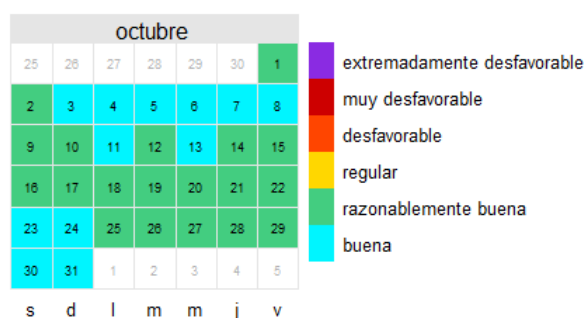 octubre
25 26 27 28 29 30 1
2 3 4 5 6 7 8
9 10 11 12 13 14 15
16 17 18 19 20 21 22
23 24 25 26 27 28 29
30 31 1 2 3 4 5
s d l m m j v
extremadamente desfavorable
muy desfavorable
desfavorable
regular
razonablemente buena
buena